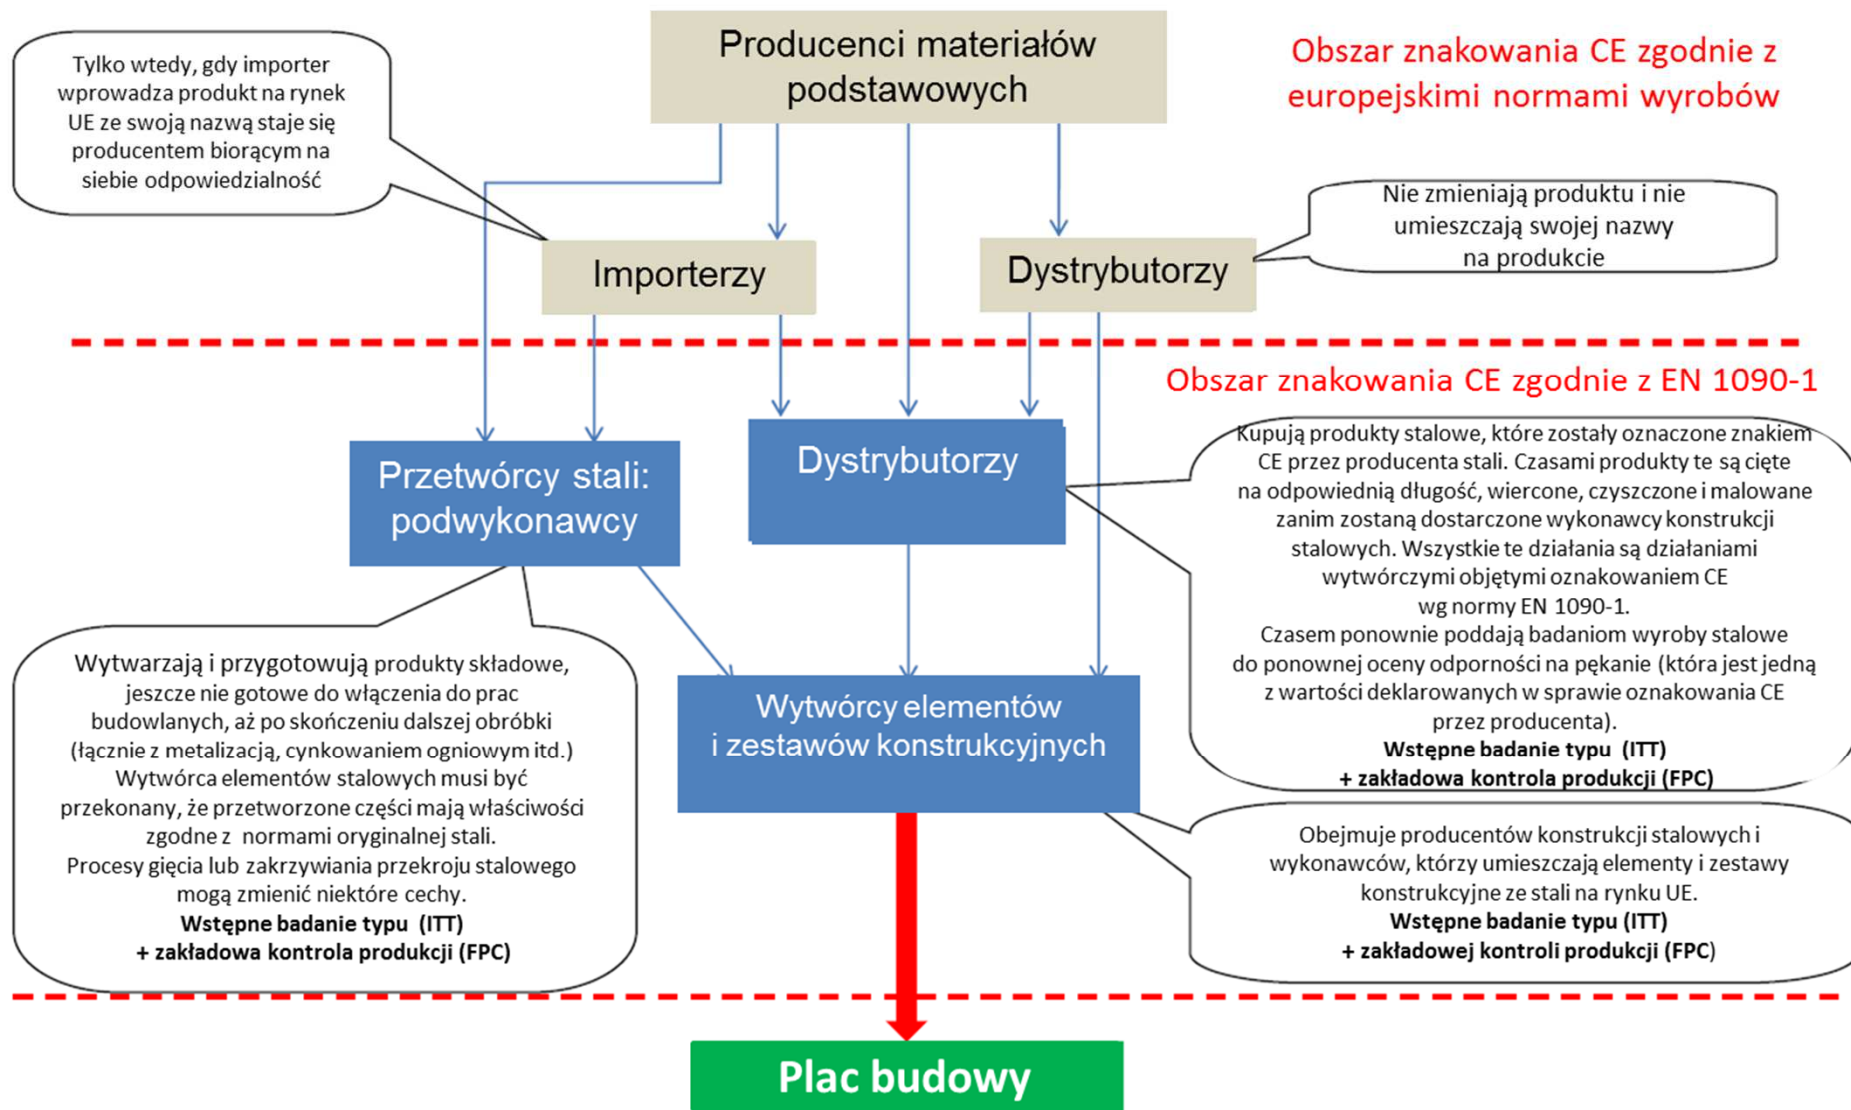 Producenci materiałów
podstawowych
Obszar znakowania CE zgodnie z
europejskimi normami wyrobów
Tylko wtedy, gdy importer
wprowadza produkt na rynek
UE ze swoją nazwą staje się
producentem biorącym na
siebie odpowiedzialność
Nie zmieniają produktu i nie
umieszczają swojej nazwy
na produkcie
Importerzy
Dystrybutorzy
Obszar znakowania CE zgodnie z EN 1090-1
Przetwórcy stali:
podwykonawcy
Dystrybutorzy
Kupują produkty stalowe, które zostały oznaczone znakiem
CE przez producenta stali. Czasami produkty te są cięte
na odpowiednią długość, wiercone, czyszczone i malowane
zanim zostaną dostarczone wykonawcy konstrukcji
stalowych. Wszystkie te działania są działaniami
wytwórczymi objętymi oznakowaniem CE
wg normy EN 1090-1.
Czasem ponownie poddają badaniom wyroby stalowe
do ponownej oceny odporności na pękanie (która jest jedną
z wartości deklarowanych w sprawie oznakowania CE
przez producenta).
Wstępne badanie typu (ITT)
+ zakładowa kontrola produkcji (FPC)
Wytwarzają i przygotowują produkty składowe,
jeszcze nie gotowe do włączenia do prac
budowlanych, aż po skończeniu dalszej obróbki
(łącznie z metalizacją, cynkowaniem ogniowym itd.)
Wytwórca elementów stalowych musi być
przekonany, że przetworzone części mają właściwości
zgodne z normami oryginalnej stali.
Procesy gięcia lub zakrzywiania przekroju stalowego
mogą zmienić niektóre cechy.
Wstępne badanie typu (ITT)
+ zakładowa kontrola produkcji (FPC)
Wytwórcy elementów
i zestawów konstrukcyjnych
Obejmuje producentów konstrukcji stalowych i
wykonawców, którzy umieszczają elementy i zestawy
konstrukcyjne ze stali na rynku UE.
Wstępne badanie typu (ITT)
+ zakładowej kontroli produkcji (FPC)
Plac budowy